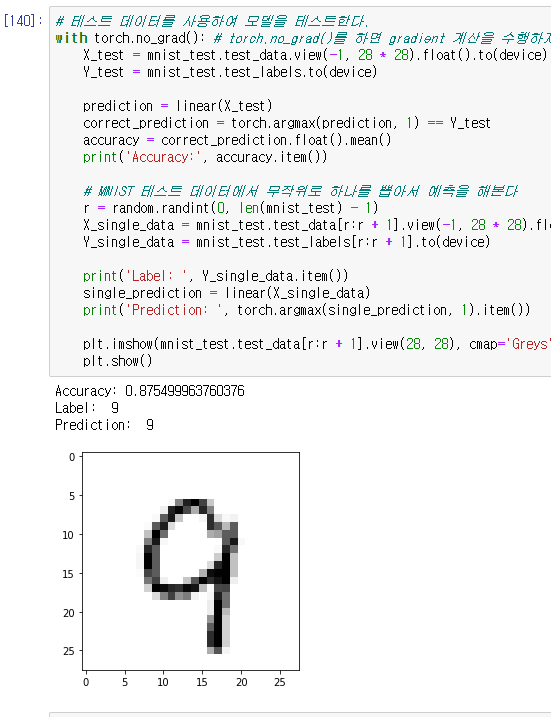 [140]: # 테스트 데이터를 사용하여 모델을 테스트한다.
with torch.no_grad(): # torch.no_grad()를 하면 gradient 계산을 수행하지
X_test = mnist_test.test_data.view(-1, 28 * 28).float().to(device)
Y_test = mnist_test.test_labels.to(device)
prediction = linear(X_test)
correct_prediction = torch.argmax(prediction, 1) == Y_test
accuracy = correct_prediction.float().mean()
print('Accuracy:', accuracy.item())
# MNIST 테스트 데이터에서 무작위로 하나를 뽑아서 예측을 해본다
r = random.randint(0, len(mnist_test) - 1)
X_single_data = mnist_test.test_data[r:r + 1].view(-1, 28 * 28).flo
Y_single_data = mnist_test.test_labels[r:r + 1].to(device)
print('Label: ', Y_single_data.item())
single_prediction = linear(X_single_data)
print('Prediction: ', torch.argmax(single_prediction, 1).item())
plt.imshow(mnist_test.test_data[r:r + 1].view(28, 28), cmap='Greys'
plt.show()
Accuracy: 0.875499963760376
Label: 9
Prediction: 9
0
5
10
15
20
25
0 5 10 15 20 25
9